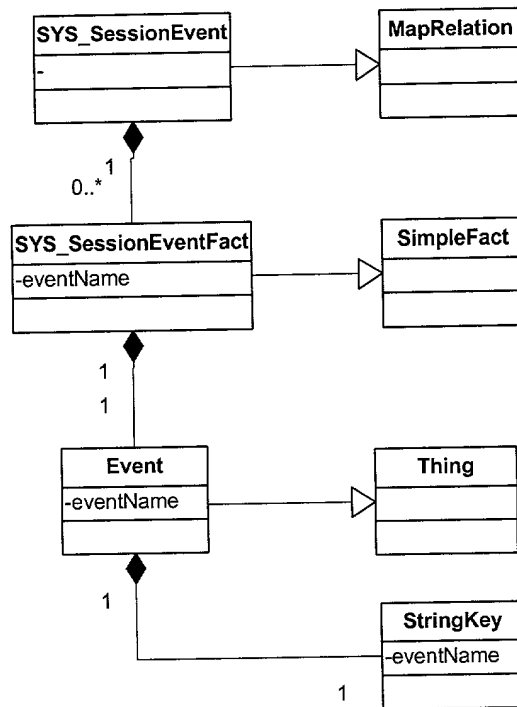 SYS_SessionEvent
MapRelation
-
1
0..*
SYS_SessionEventFact
SimpleFact
-eventName
1
1
Event
Thing
-eventName
1
StringKey
-eventName
1